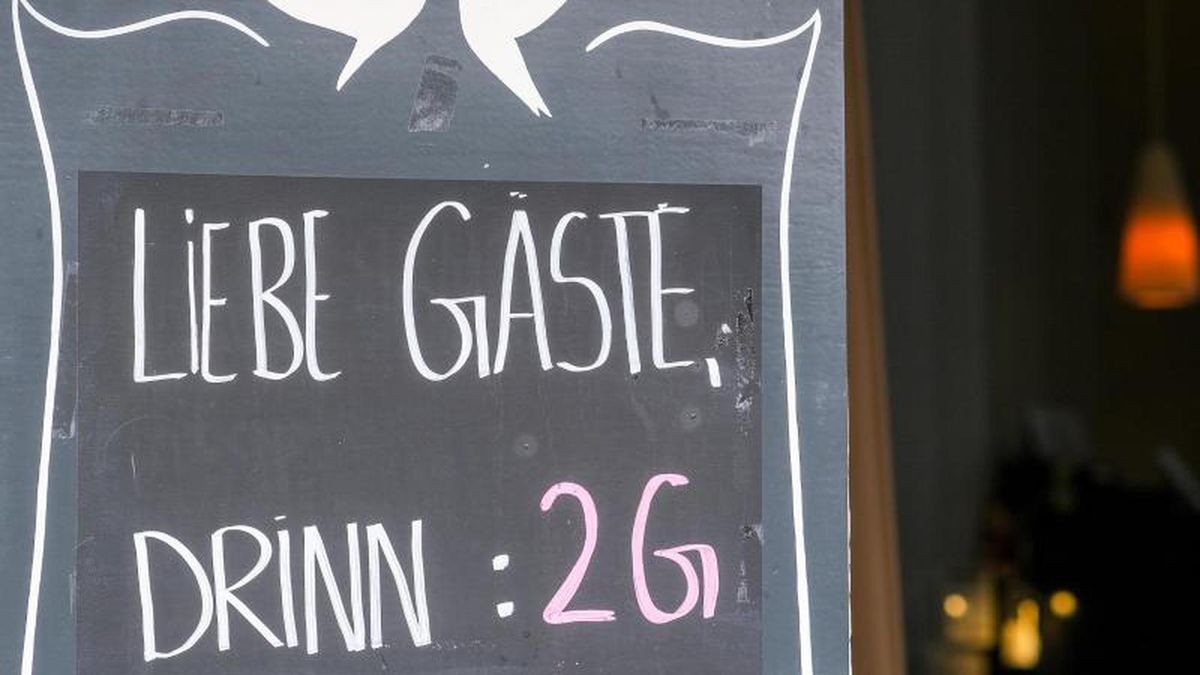 LiEBE GÄSTE,
DRiNN : 2G